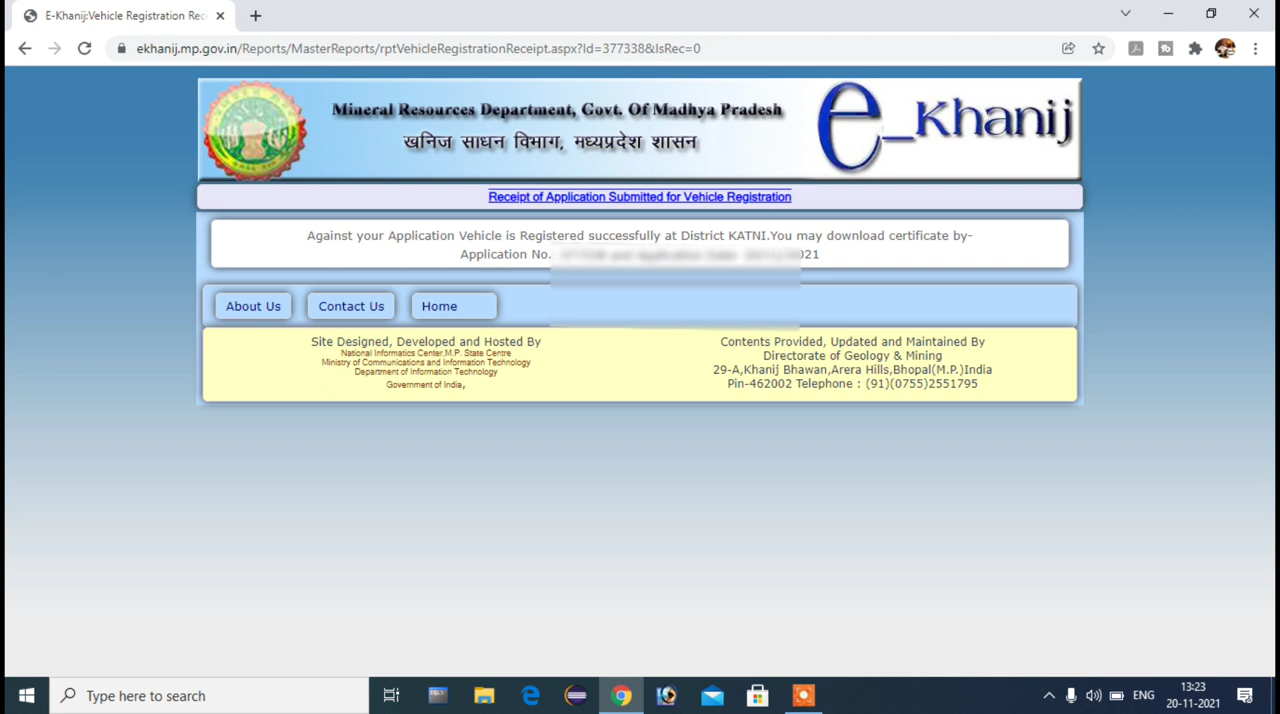 E-Khanij:Vehicle Registration Rec
ekhanij.mp.gov.in/Reports/MasterReports/rptVehicleRegistrationReceipt.aspx?Id=377338&IsRec=0
Mineral Resources Department, Govt. Of Madhya Pradesh
खनिज साधन विभाग, मध्यप्रदेश शासन
e_Khanij
Receipt of Application Submitted for Vehicle Registration
Against your Application Vehicle is Registered successfully at District KATNI.You may download certificate by-
Application No. 021
About Us Contact Us Home
Site Designed, Developed and Hosted By
National Informatics Center,M.P. State Centre
Ministry of Communications and Information Technology
Department of Information Technology
Government of India,
Contents Provided, Updated and Maintained By
Directorate of Geology & Mining
29-A,Khanij Bhawan,Arera Hills,Bhopal(M.P.)India
Pin-462002 Telephone : (91)(0755)2551795
Type here to search
ENG
13:23
20-11-2021